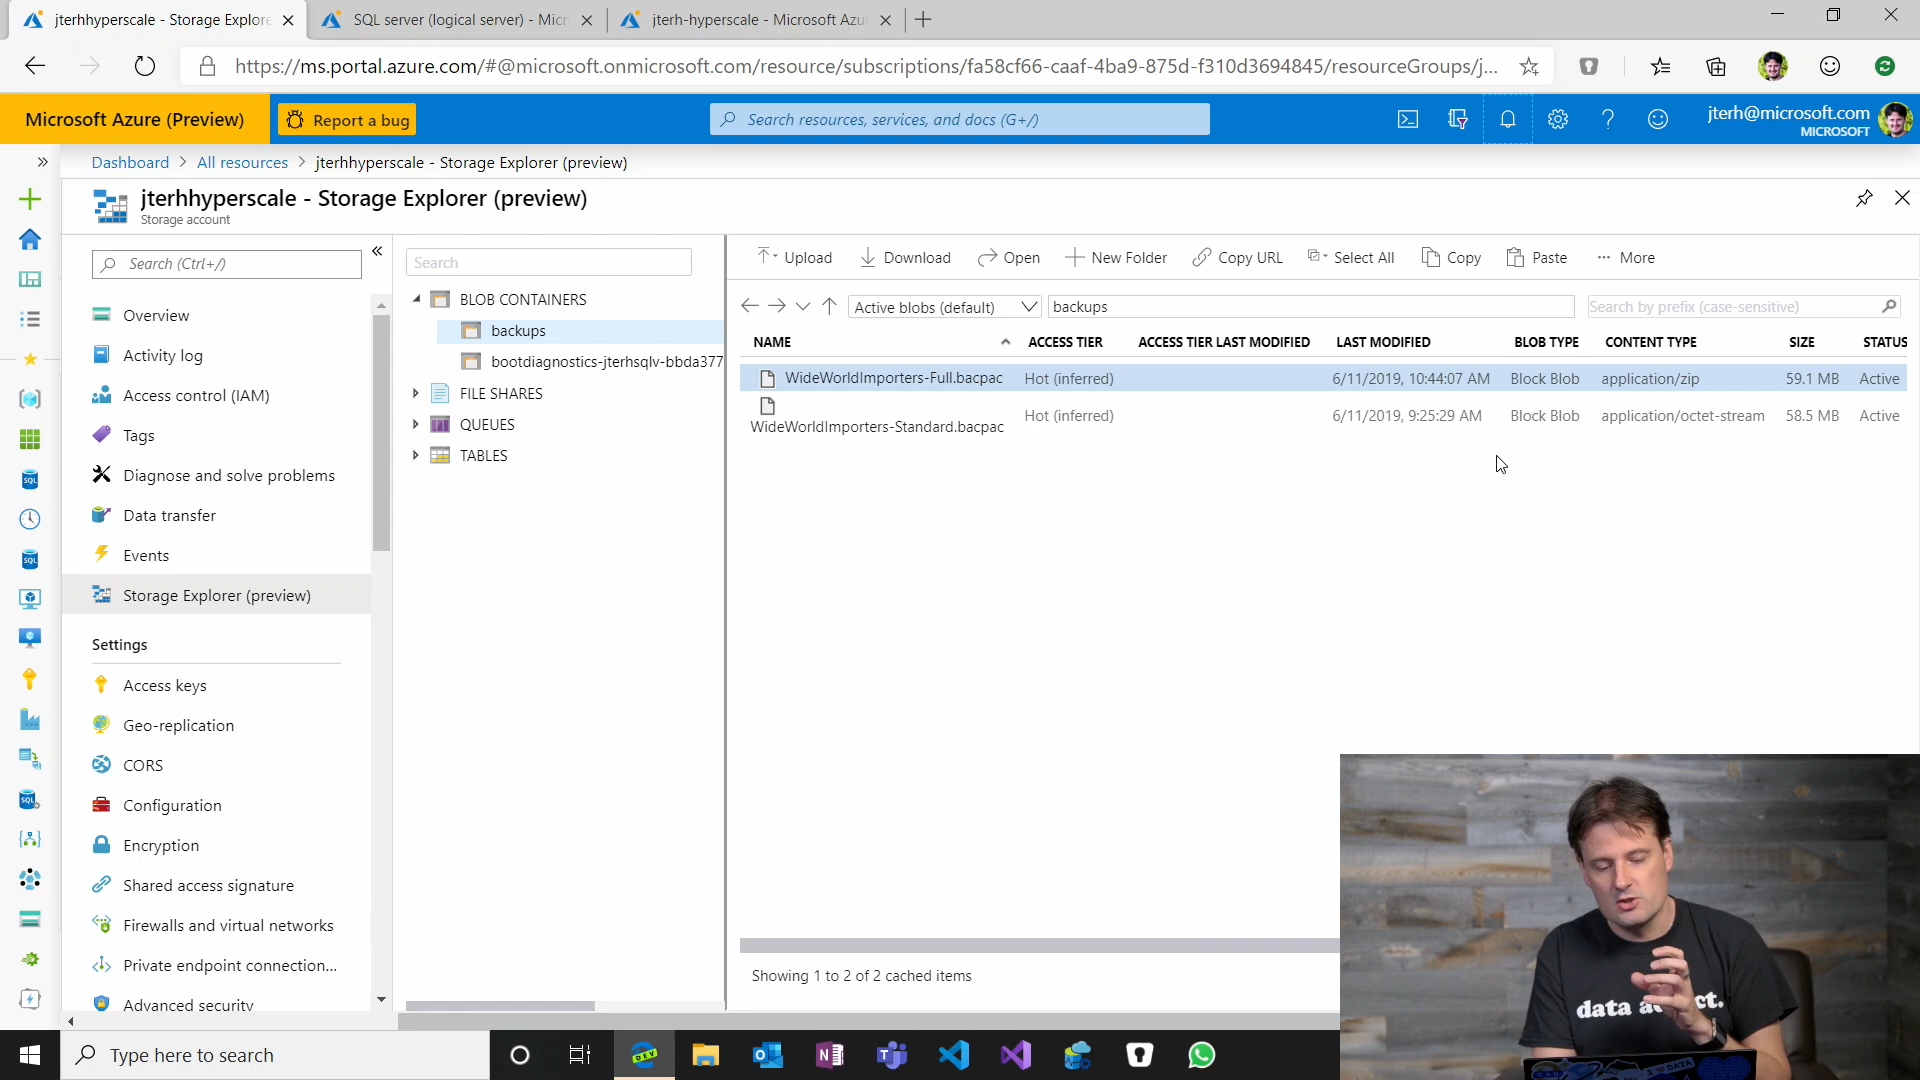 jterhhyperscale - Storage Explore
SQL server (logical server) - Micr
jterh-hyperscale - Microsoft Azur
https://ms.portal.azure.com/#@microsoft.onmicrosoft.com/resource/subscriptions/fa58cf66-caaf-4ba9-875d-f310d3694845/resourceGroups/j...
Microsoft Azure (Preview)
Report a bug
Search resources, services, and docs (G+/)
jterh@microsoft.com
MICROSOFT
Dashboard > All resources > jterhhyperscale - Storage Explorer (preview)
jterhhyperscale - Storage Explorer (preview)
Storage account
Search (Ctrl+/)
Overview
Activity log
Access control (IAM)
Tags
Diagnose and solve problems
Data transfer
Events
Storage Explorer (preview)
Settings
Access keys
Geo-replication
CORS
Configuration
Encryption
Shared access signature
Firewalls and virtual networks
Private endpoint connection...
Advanced security
Search
BLOB CONTAINERS
backups
bootdiagnostics-jterhsqlv-bbda377
FILE SHARES
QUEUES
TABLES
Upload Download Open New Folder Copy URL Select All Copy Paste ... More
Active blobs (default) backups Search by prefix (case-sensitive)
NAME ACCESS TIER ACCESS TIER LAST MODIFIED LAST MODIFIED BLOB TYPE CONTENT TYPE SIZE STATUS
WideWorldImporters-Full.bacpac Hot (inferred) 6/11/2019, 10:44:07 AM Block Blob application/zip 59.1 MB Active
WideWorldImporters-Standard.bacpac Hot (inferred) 6/11/2019, 9:25:29 AM Block Blob application/octet-stream 58.5 MB Active
Showing 1 to 2 of 2 cached items
Type here to search
DEV
data